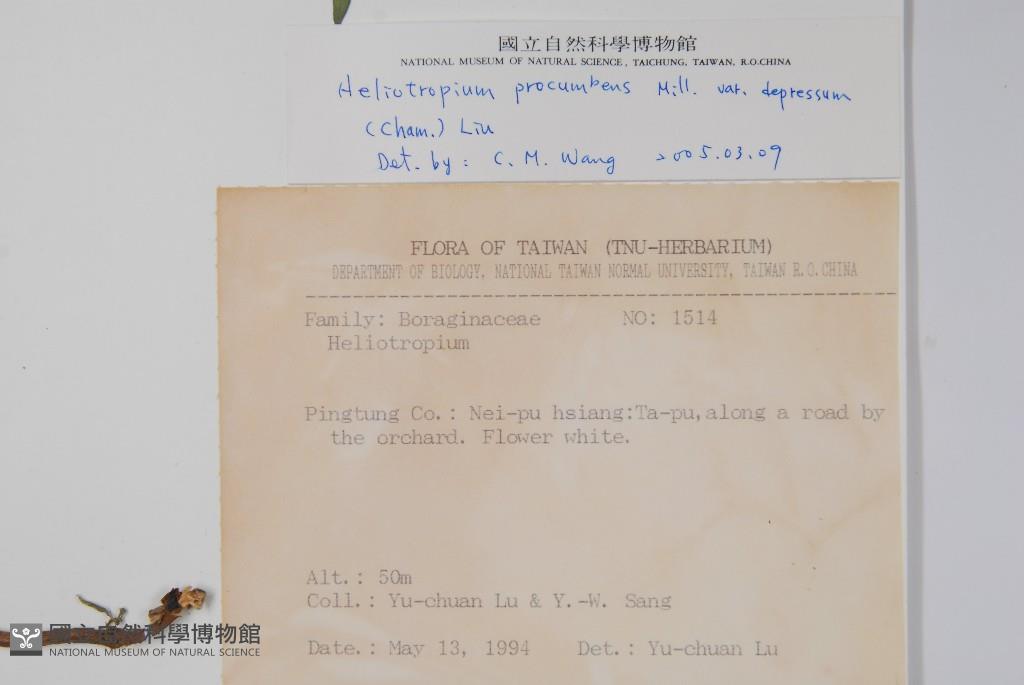 國立自然科學博物館
NATIONAL MUSEUM OF NATURAL SCIENCE, TAICHUNG, TAIWAN, R.O.CHINA
Heliotropium procumbens Mill. var. depressum
(Cham.) Liu
Det. by: C. M. Wang 2005.03.09
FLORA OF TAIWAN (TNU-HERBARIUM)
DEPARTMENT OF BIOLOGY, NATIONAL TAIWAN NORMAL UNIVERSITY, TAIWAN R.O.CHINA
Family: Boraginaceae NO: 1514
Heliotropium
Pingtung Co.: Nei-pu hsiang:Ta-pu,along a road by
the orchard. Flower white.
Alt.: 50m
Coll.: Yu-chuan Lu & Y.-W. Sang
Date.: May 13, 1994 Det.: Yu-chuan Lu
國立自然科學博物館
NATIONAL MUSEUM OF NATURAL SCIENCE